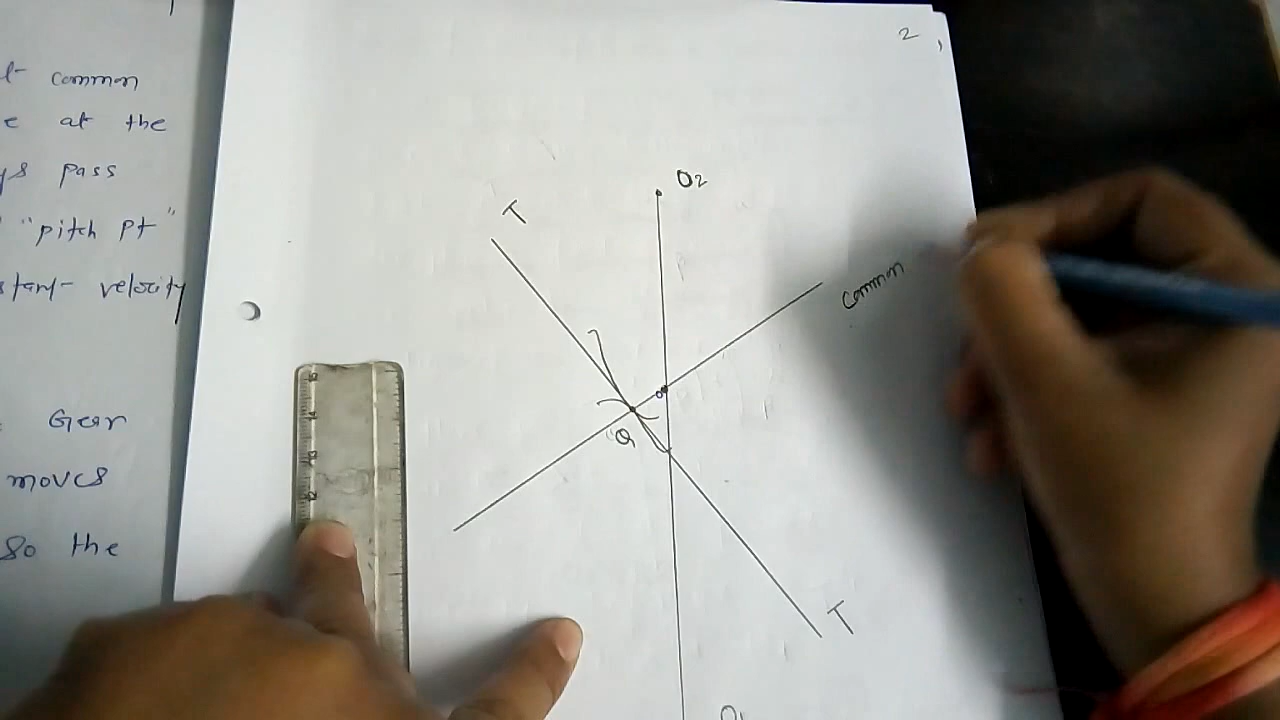 common
at the
pass
"pitch pt"
velocity
Gear
moves
so the
2,
O2
T
common
Q
T
O1